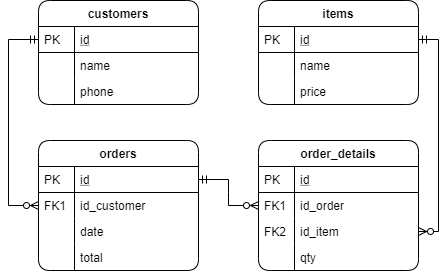 customers
PK id
name
phone
items
PK id
name
price
orders
PK id
FK1 id_customer
date
total
order_details
PK id
FK1 id_order
FK2 id_item
qty